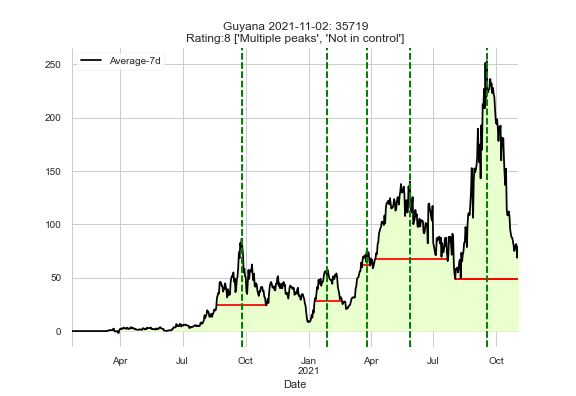 Guyana 2021-11-02: 35719
Rating:8 ['Multiple peaks', 'Not in control']
Average-7d
250
200
150
100
50
0
Apr Jul Oct Jan Apr Jul Oct
2021
Date